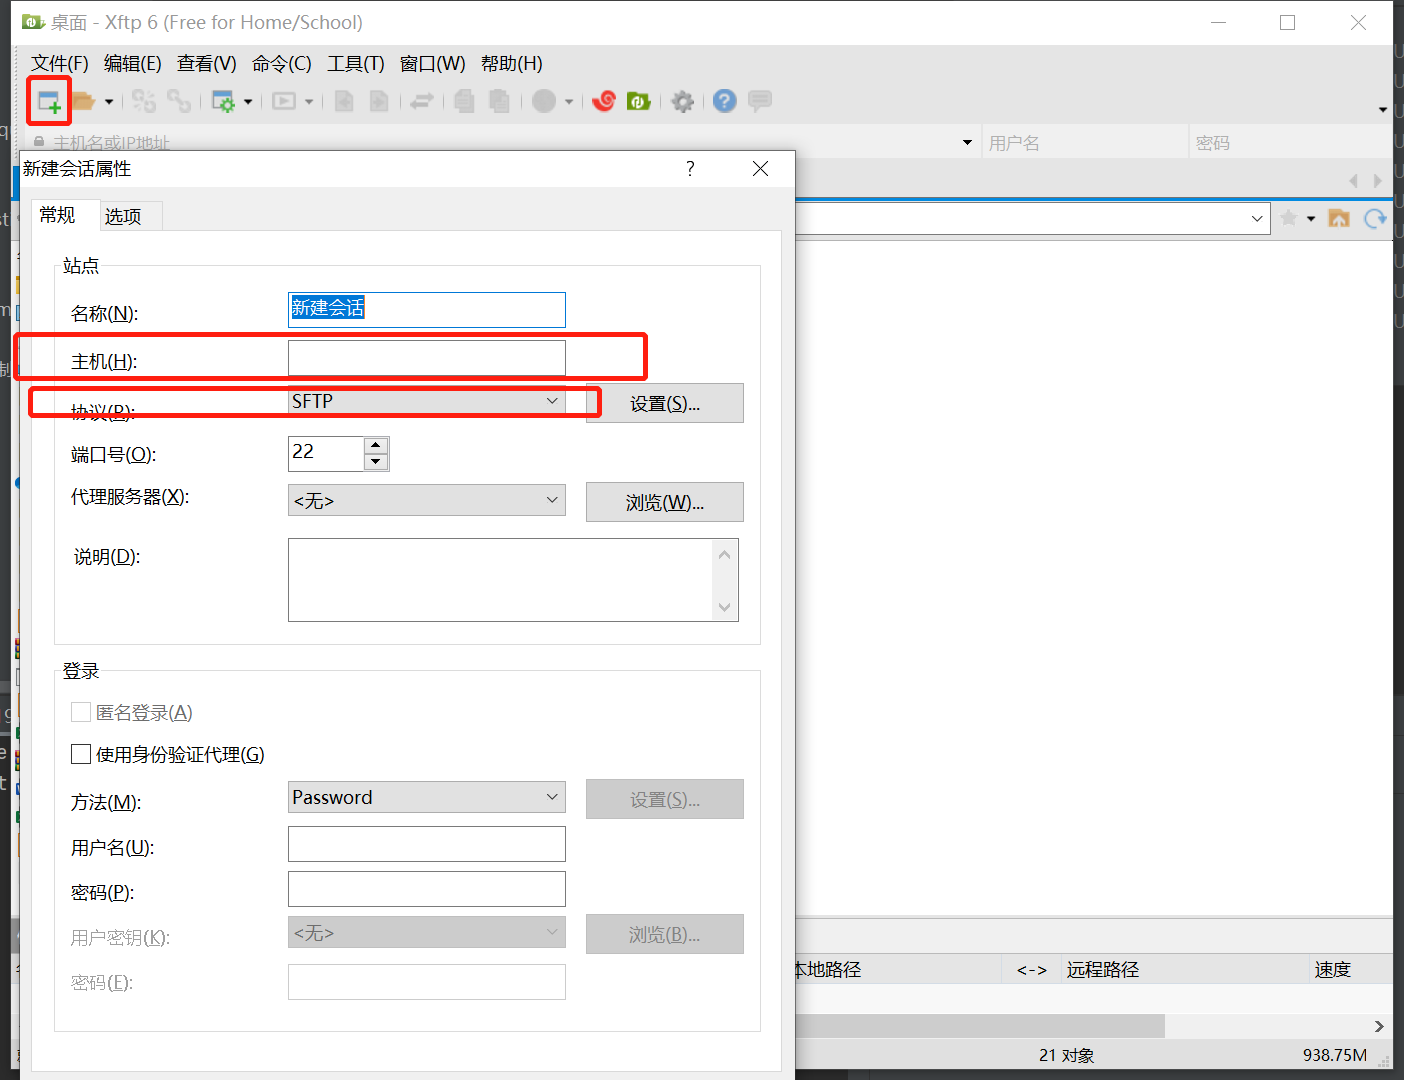 桌面 - Xftp 6 (Free for Home/School)
文件(F) 编辑(E) 查看(V) 命令(C) 工具(T) 窗口(W) 帮助(H)
主机名或IP地址 用户名 密码
新建会话属性 ?
常规 选项
站点
名称(N): 新建会话
主机(H):
协议(R): SFTP 设置(S)...
端口号(O): 22
代理服务器(X): <无> 浏览(W)...
说明(D):
登录
匿名登录(A)
使用身份验证代理(G)
方法(M): Password 设置(S)...
用户名(U):
密码(P):
用户密钥(K): <无> 浏览(B)...
密码(E):
本地路径 <-> 远程路径 速度
21 对象 938.75M